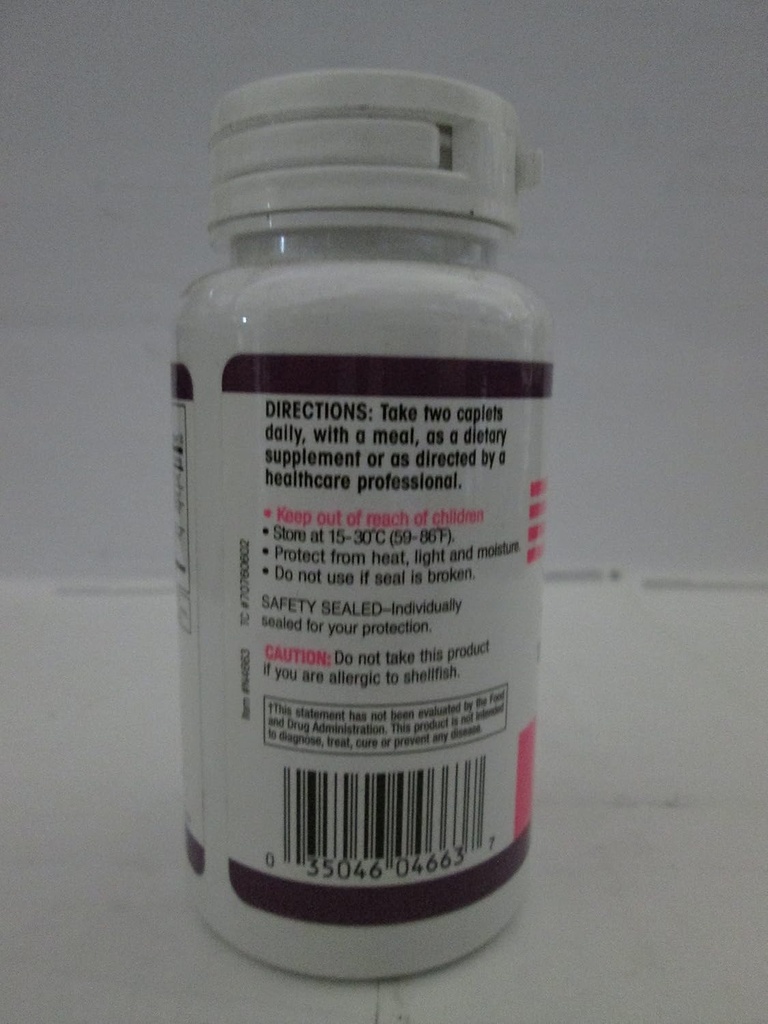 DIRECTIONS: Take two caplets
daily, with a meal, as a dietary
supplement or as directed by a
healthcare professional.
• Keep out of reach of children
• Store at 15-30°C (59-86°F).
• Protect from heat, light and moisture.
• Do not use if seal is broken.
SAFETY SEALED–Individually
sealed for your protection.
CAUTION: Do not take this product
if you are allergic to shellfish.
†This statement has not been evaluated by the Food
and Drug Administration. This product is not intended
to diagnose, treat, cure or prevent any disease.
0 35046 04663 7
Item #N4663 TC #70760602